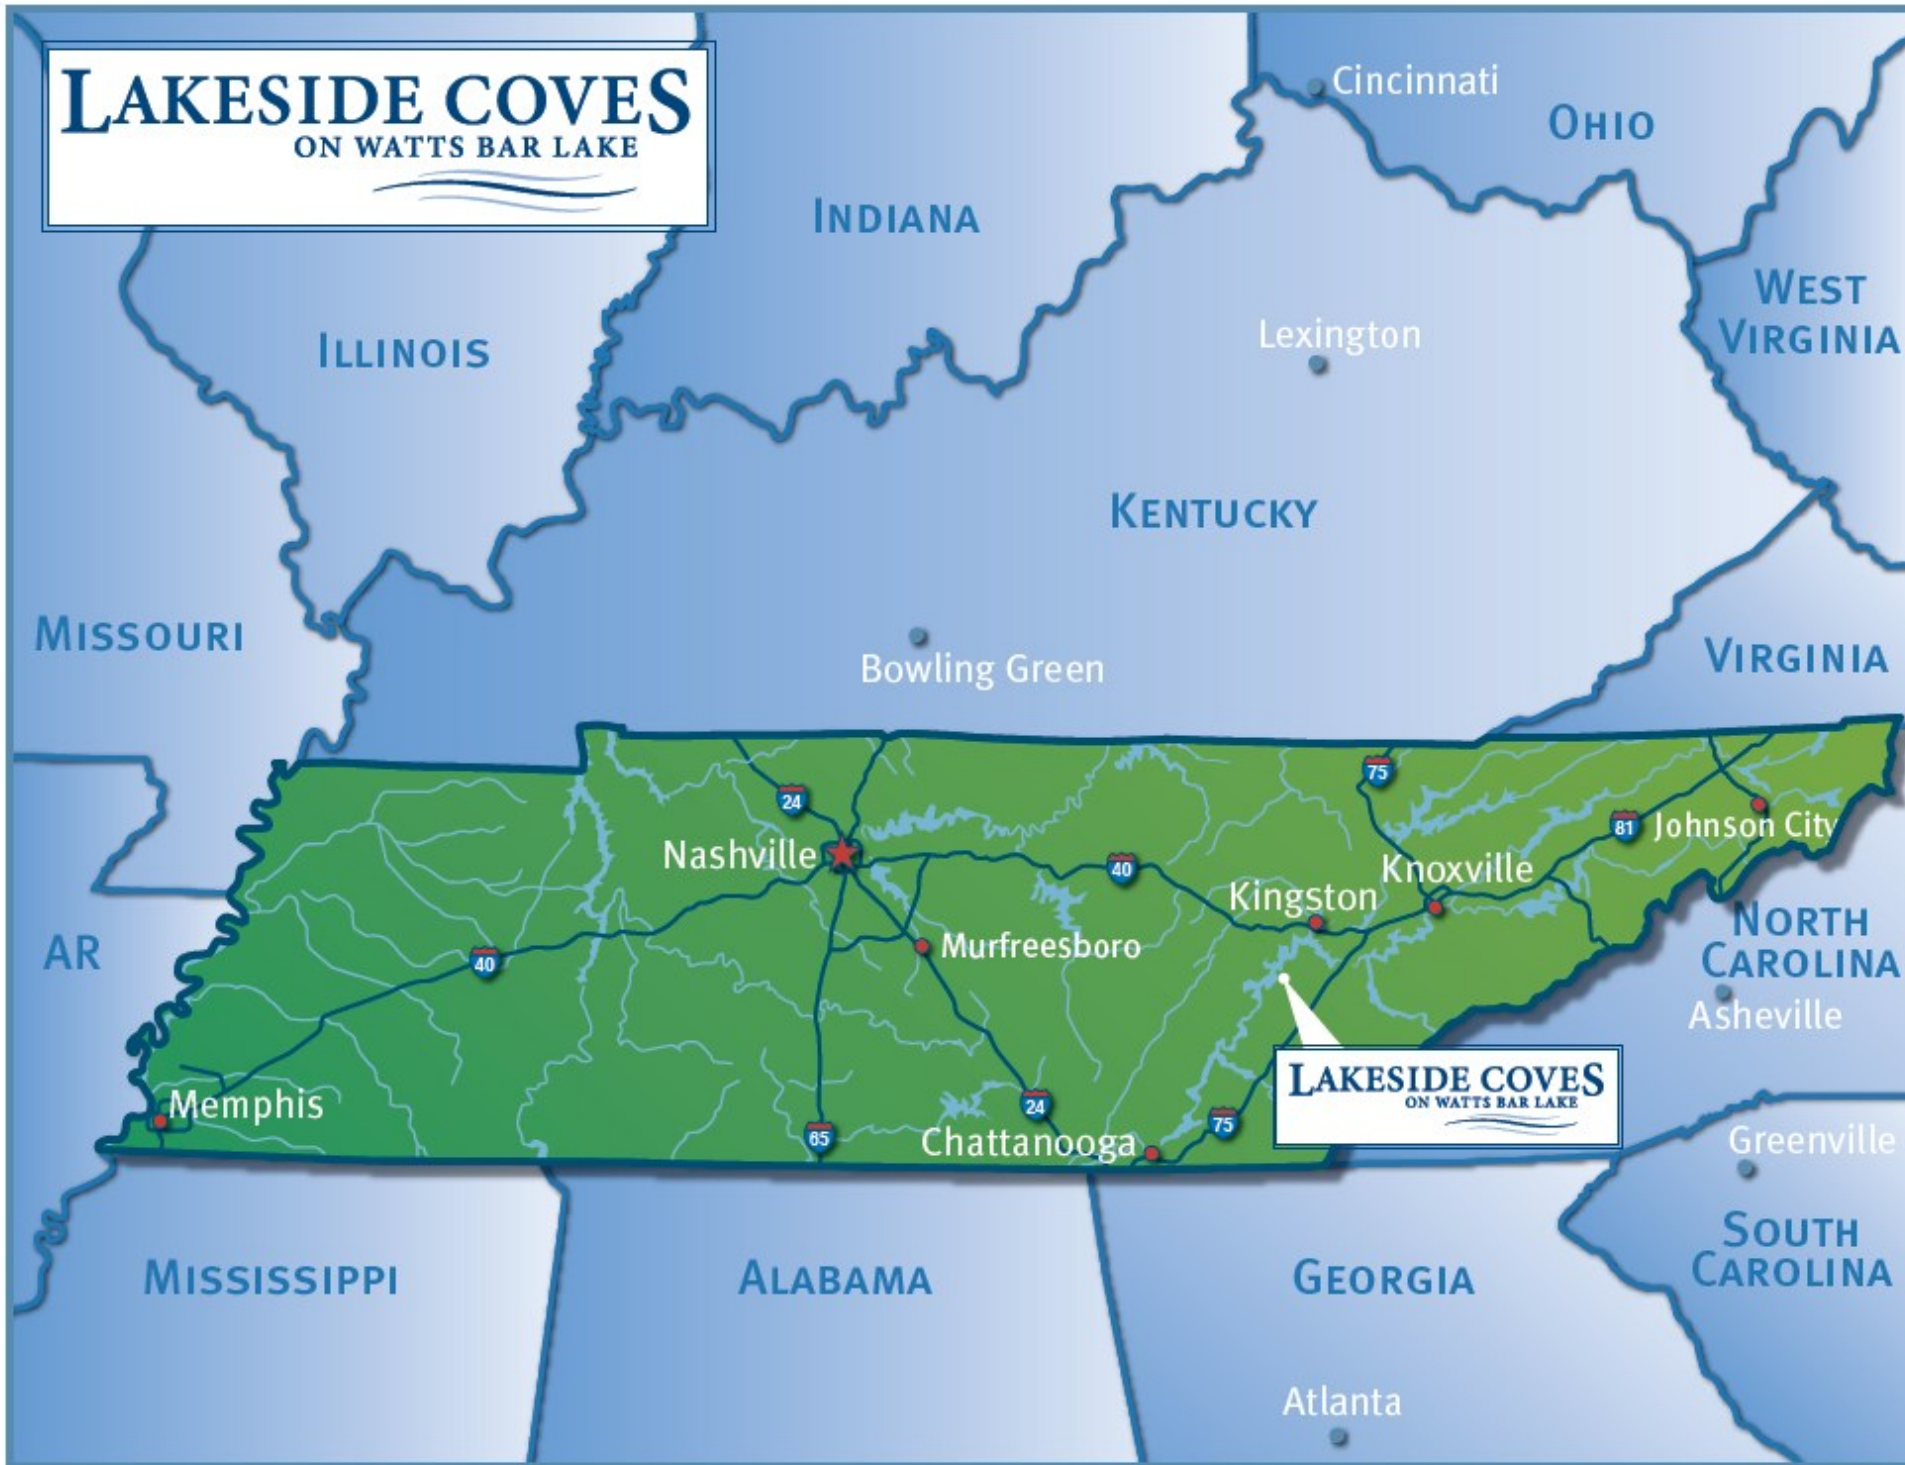 LAKESIDE COVES
ON WATTS BAR LAKE
Cincinnati
OHIO
INDIANA
WEST
VIRGINIA
ILLINOIS
Lexington
KENTUCKY
MISSOURI
Bowling Green
VIRGINIA
75
24
81
Johnson City
Nashville
40
Knoxville
Kingston
AR
40
Murfreesboro
NORTH
CAROLINA
Asheville
Memphis
LAKESIDE COVES
ON WATTS BAR LAKE
24
75
65
Chattanooga
Greenville
SOUTH
CAROLINA
MISSISSIPPI
ALABAMA
GEORGIA
Atlanta